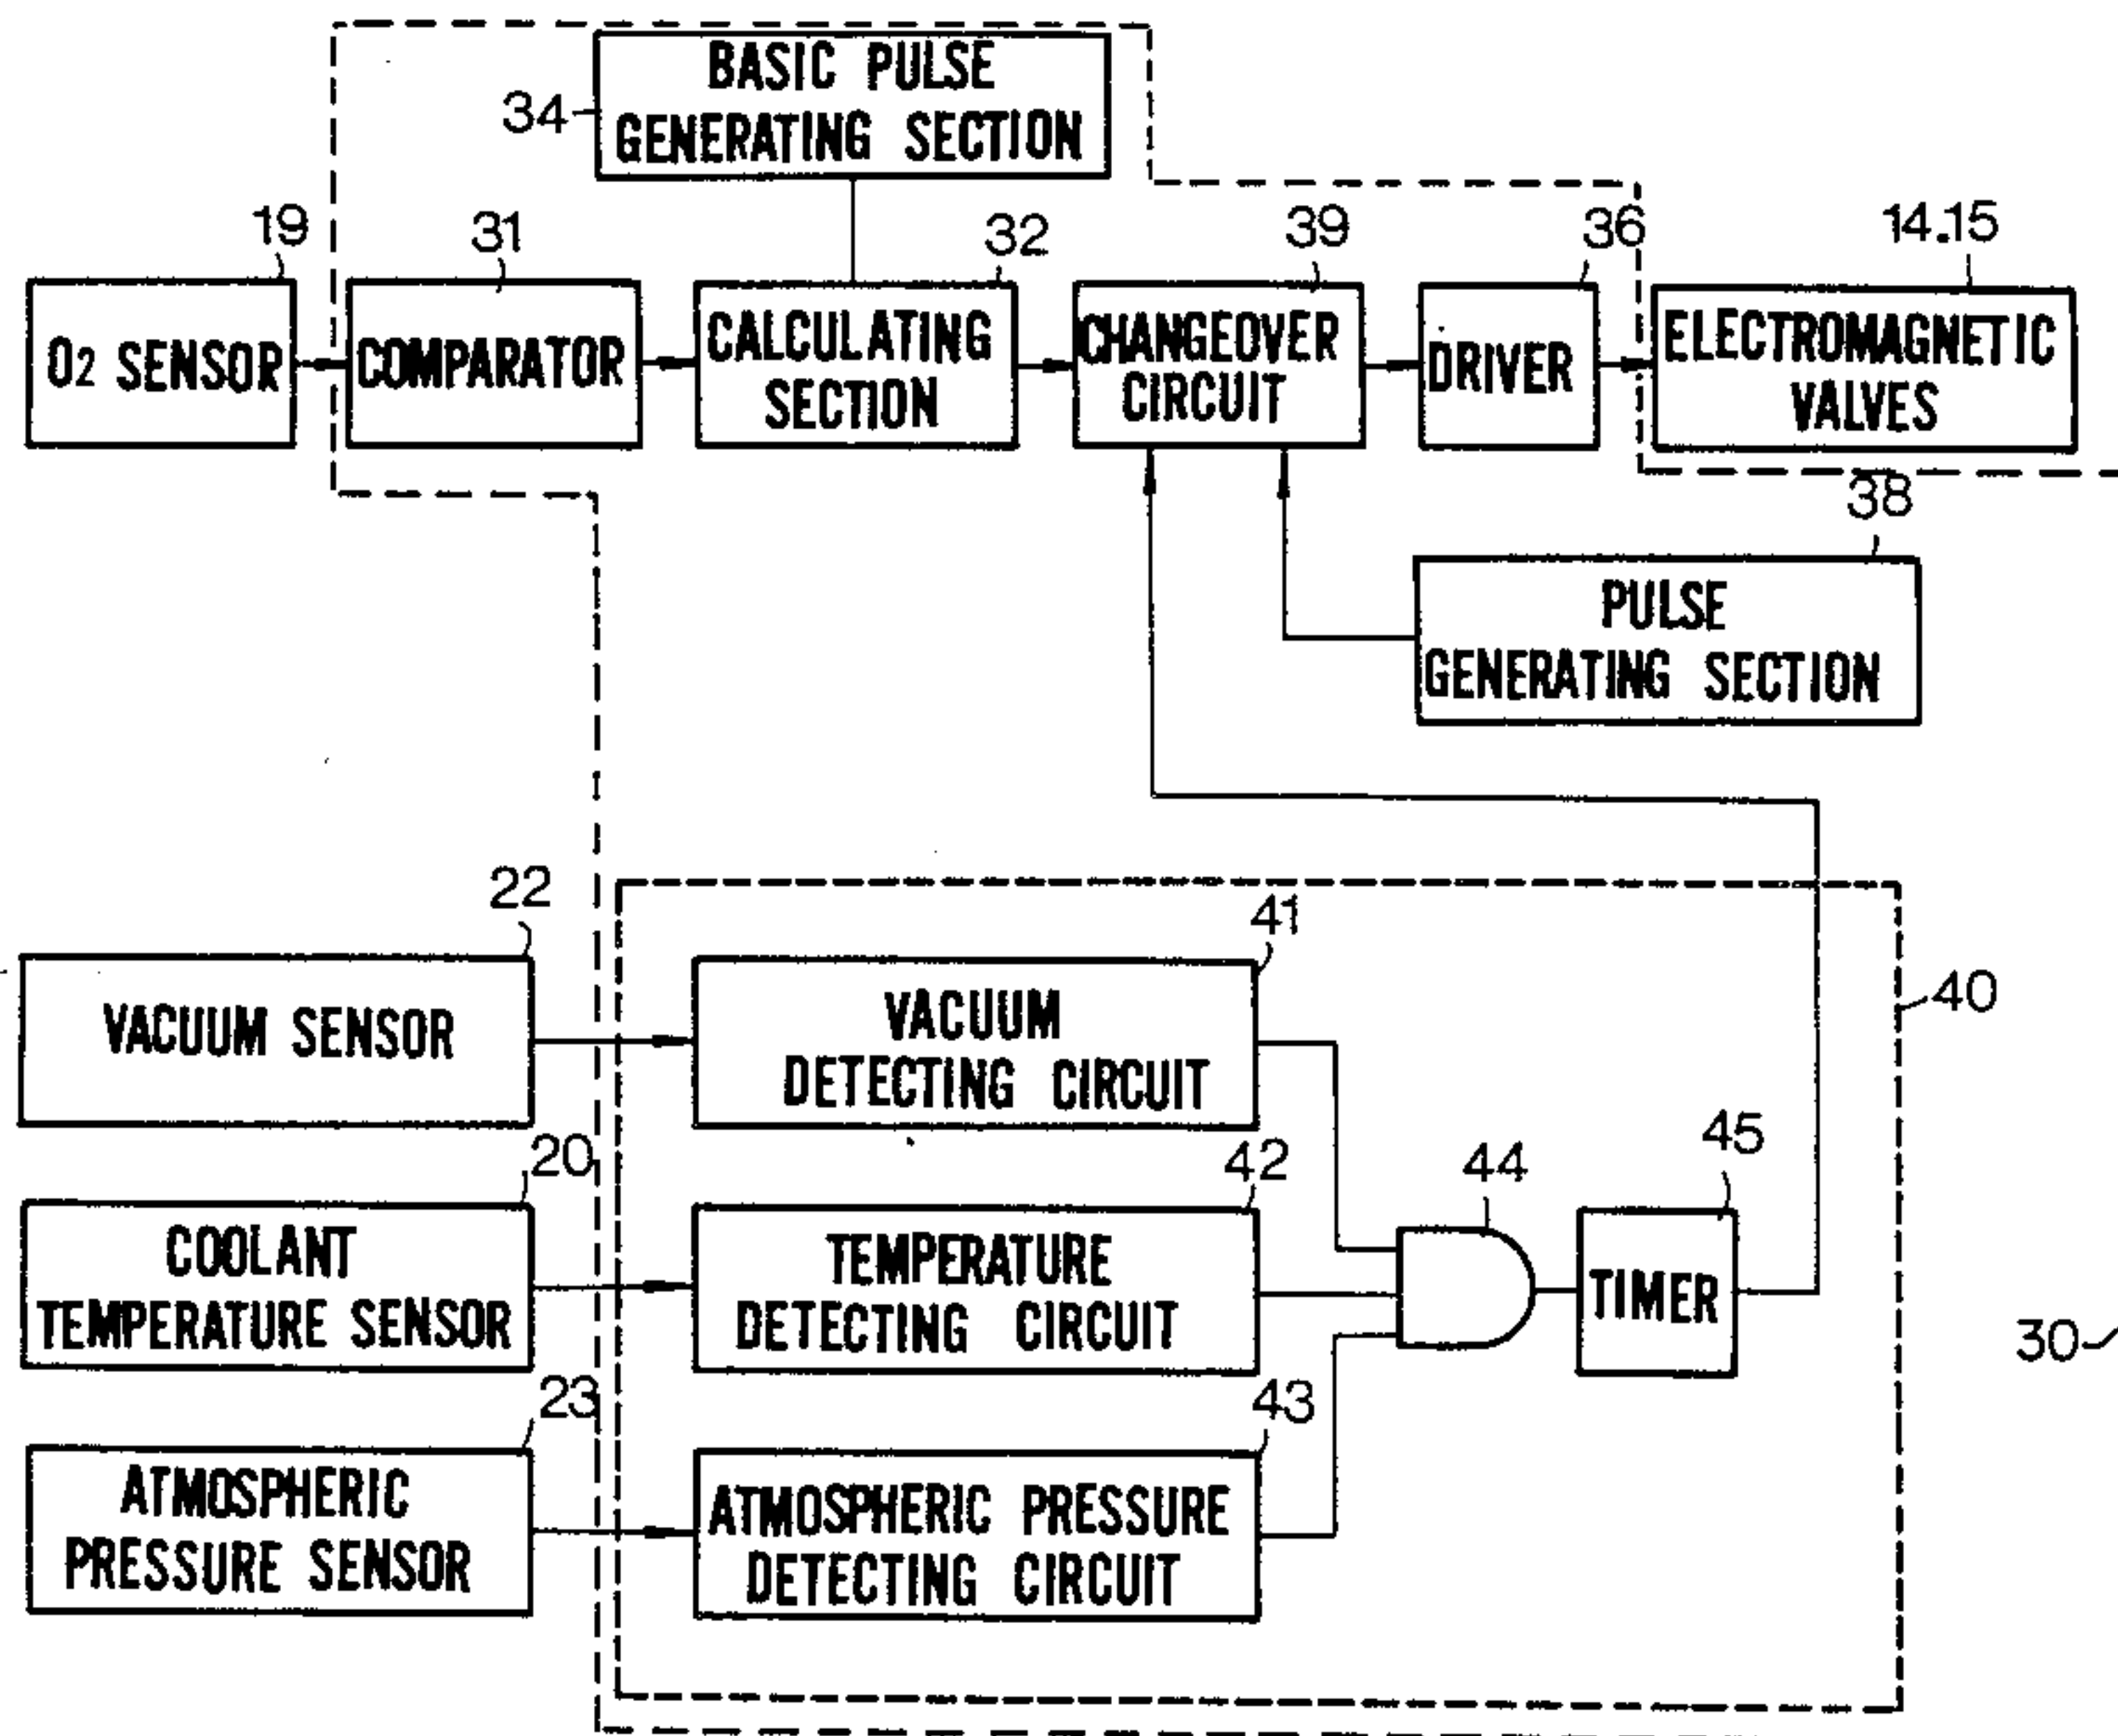 BASIC PULSE
GENERATING SECTION
34
19
31
32
39
36
14.15
O2 SENSOR
COMPARATOR
CALCULATING
SECTION
CHANGEOVER
CIRCUIT
DRIVER
ELECTROMAGNETIC
VALVES
38
PULSE
GENERATING SECTION
22
41
40
VACUUM SENSOR
VACUUM
DETECTING CIRCUIT
20
42
44
45
COOLANT
TEMPERATURE SENSOR
TEMPERATURE
DETECTING CIRCUIT
TIMER
30
23
43
ATMOSPHERIC
PRESSURE SENSOR
ATMOSPHERIC PRESSURE
DETECTING CIRCUIT